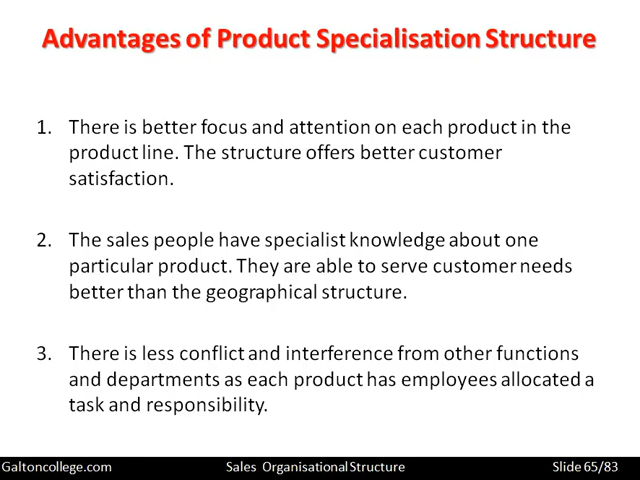 Advantages of Product Specialisation Structure
1. There is better focus and attention on each product in the
product line. The structure offers better customer
satisfaction.
2. The sales people have specialist knowledge about one
particular product. They are able to serve customer needs
better than the geographical structure.
3. There is less conflict and interference from other functions
and departments as each product has employees allocated a
task and responsibility.
Galtoncollege.com Sales Organisational Structure Slide 65/83